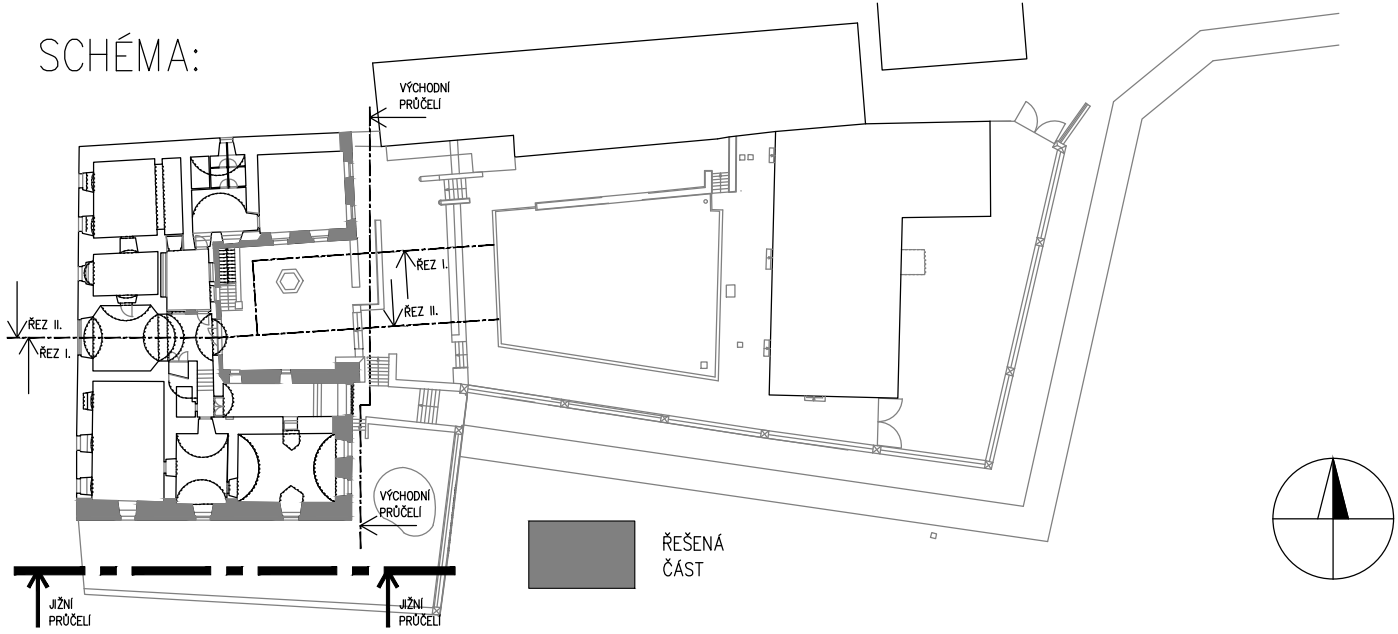 SCHÉMA:
VÝCHODNÍ
PRŮČELÍ
ŘEZ I.
ŘEZ II.
ŘEZ II.
ŘEZ I.
VÝCHODNÍ
PRŮČELÍ
ŘEŠENÁ
ČÁST
JIŽNÍ
PRŮČELÍ
JIŽNÍ
PRŮČELÍ